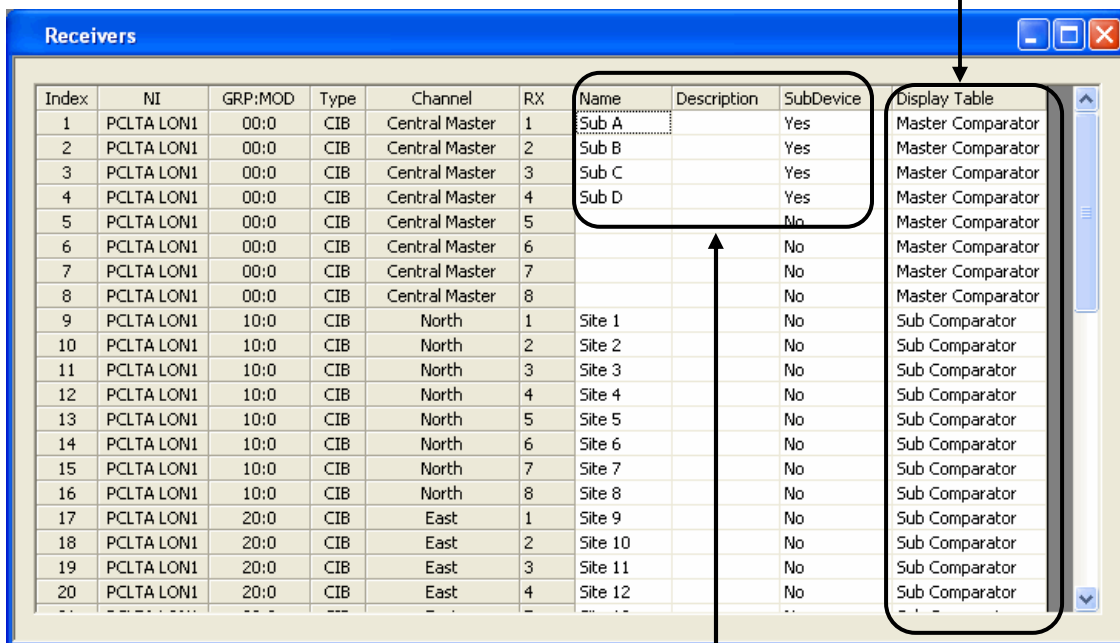 Receivers
Index NI GRP:MOD Type Channel RX Name Description SubDevice Display Table
1 PCLTA LON1 00:0 CIB Central Master 1 Sub A Yes Master Comparator
2 PCLTA LON1 00:0 CIB Central Master 2 Sub B Yes Master Comparator
3 PCLTA LON1 00:0 CIB Central Master 3 Sub C Yes Master Comparator
4 PCLTA LON1 00:0 CIB Central Master 4 Sub D Yes Master Comparator
5 PCLTA LON1 00:0 CIB Central Master 5 No Master Comparator
6 PCLTA LON1 00:0 CIB Central Master 6 No Master Comparator
7 PCLTA LON1 00:0 CIB Central Master 7 No Master Comparator
8 PCLTA LON1 00:0 CIB Central Master 8 No Master Comparator
9 PCLTA LON1 10:0 CIB North 1 Site 1 No Sub Comparator
10 PCLTA LON1 10:0 CIB North 2 Site 2 No Sub Comparator
11 PCLTA LON1 10:0 CIB North 3 Site 3 No Sub Comparator
12 PCLTA LON1 10:0 CIB North 4 Site 4 No Sub Comparator
13 PCLTA LON1 10:0 CIB North 5 Site 5 No Sub Comparator
14 PCLTA LON1 10:0 CIB North 6 Site 6 No Sub Comparator
15 PCLTA LON1 10:0 CIB North 7 Site 7 No Sub Comparator
16 PCLTA LON1 10:0 CIB North 8 Site 8 No Sub Comparator
17 PCLTA LON1 20:0 CIB East 1 Site 9 No Sub Comparator
18 PCLTA LON1 20:0 CIB East 2 Site 10 No Sub Comparator
19 PCLTA LON1 20:0 CIB East 3 Site 11 No Sub Comparator
20 PCLTA LON1 20:0 CIB East 4 Site 12 No Sub Comparator